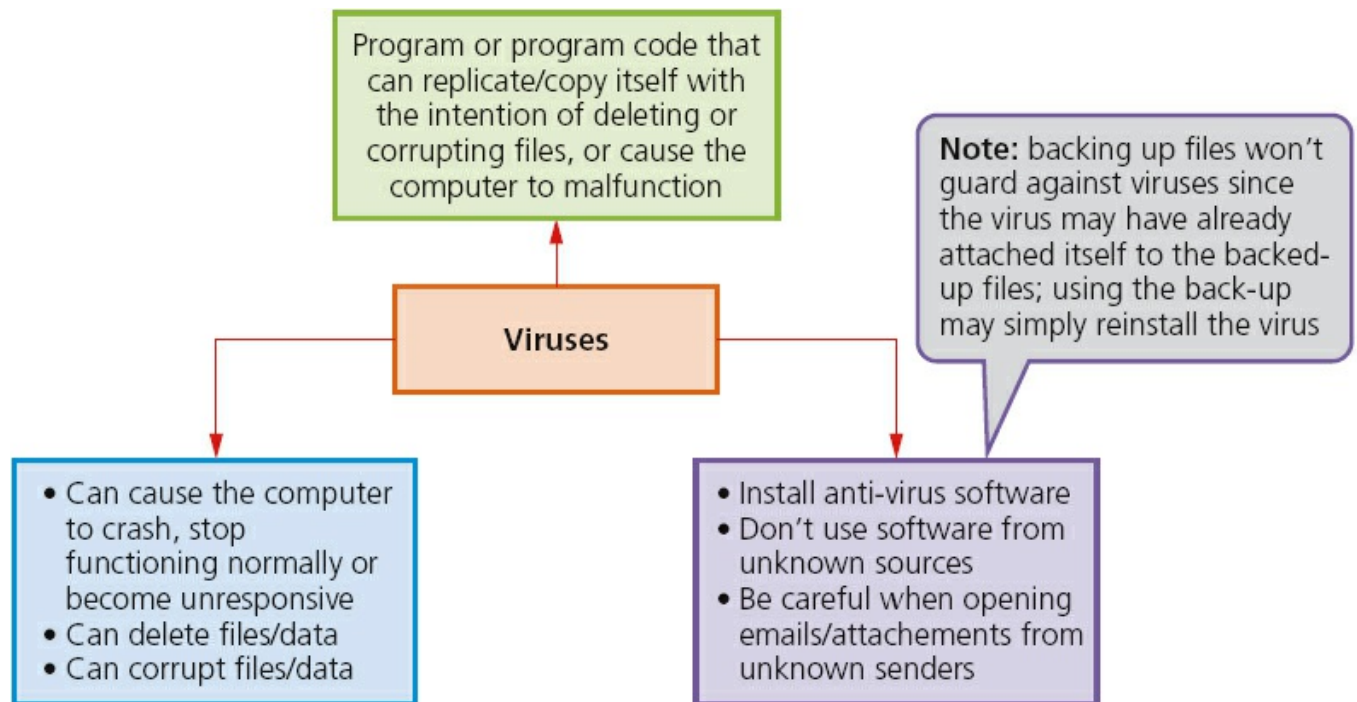 Program or program code that
can replicate/copy itself with
the intention of deleting or
corrupting files, or cause the
computer to malfunction
Note: backing up files won't
guard against viruses since
the virus may have already
attached itself to the backed-
up files; using the back-up
may simply reinstall the virus
Viruses
• Can cause the computer
to crash, stop
functioning normally or
become unresponsive
• Can delete files/data
• Can corrupt files/data
• Install anti-virus software
• Don't use software from
unknown sources
• Be careful when opening
emails/attachements from
unknown senders